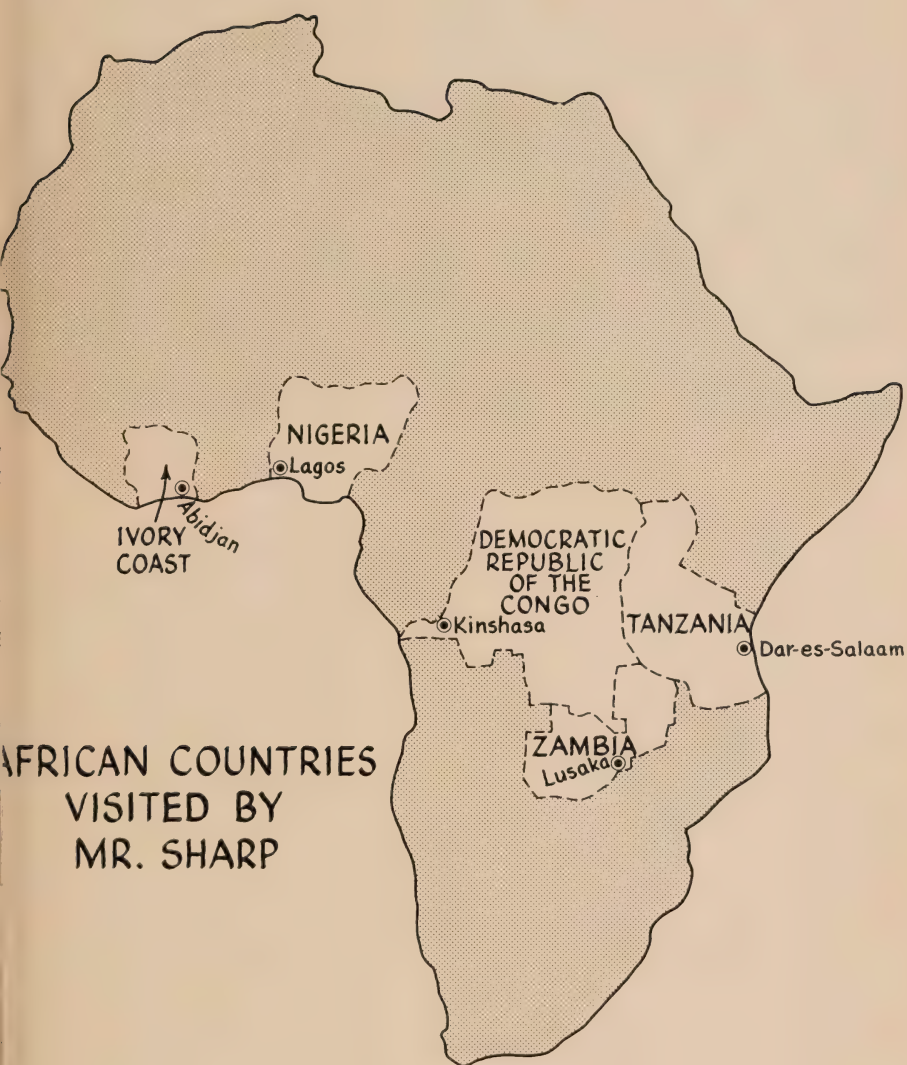 NIGERIA
Lagos
Abidjan
IVORY
COAST
DEMOCRATIC
REPUBLIC
OF THE
CONGO
Kinshasa
TANZANIA
Dar-es-Salaam
ZAMBIA
Lusaka
AFRICAN COUNTRIES
VISITED BY
MR. SHARP